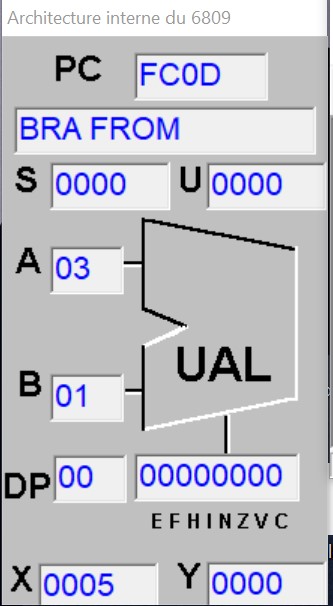 Architecture interne du 6809
PC FC0D
BRA FROM
S 0000 U 0000
A 03
UAL
B 01
DP 00 00000000
E F H I N Z V C
X 0005 Y 0000